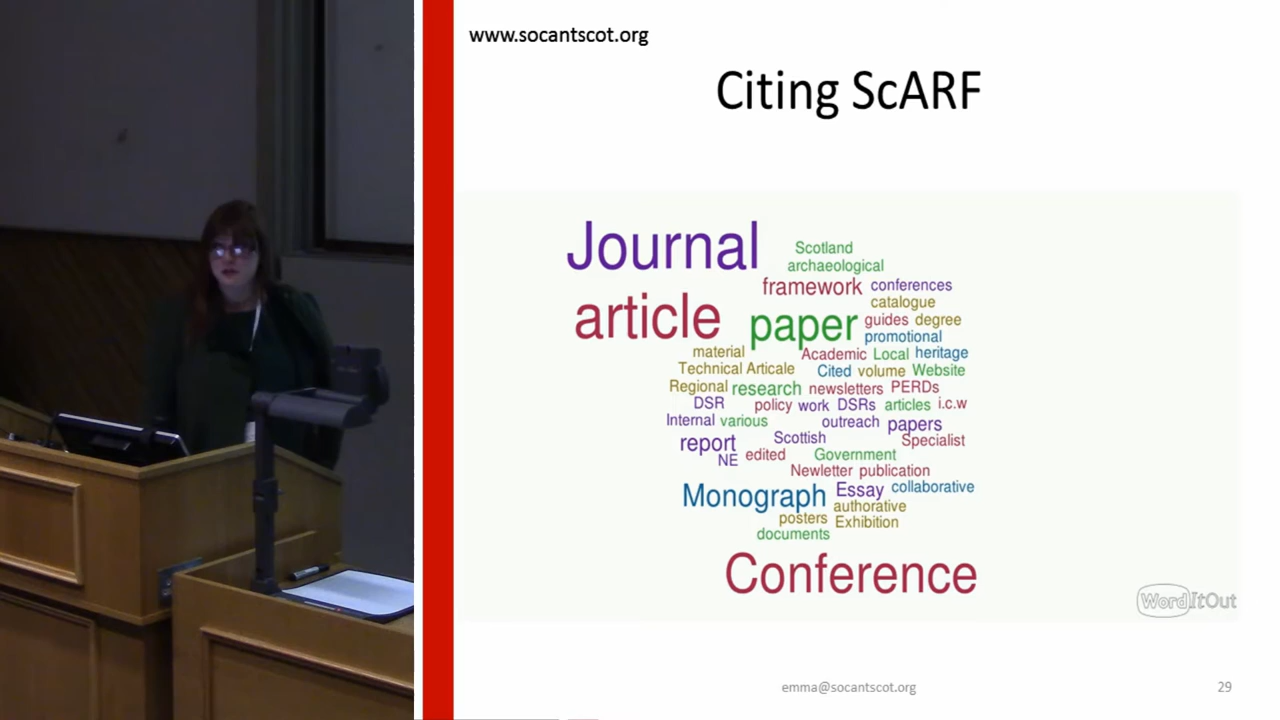 www.socantscot.org
Citing ScARF
Journal
Scotland
archaeological
framework conferences
catalogue
article paper guides degree
promotional
material Academic Local heritage
Technical Articale Cited volume Website
Regional research newsletters PERDs
DSR policy work DSRs articles i.c.w
Internal various outreach papers
report Scottish Specialist
NE edited Government
Newletter publication
Monograph Essay collaborative
authorative
posters Exhibition
documents
Conference
WordItOut
emma@socantscot.org 29